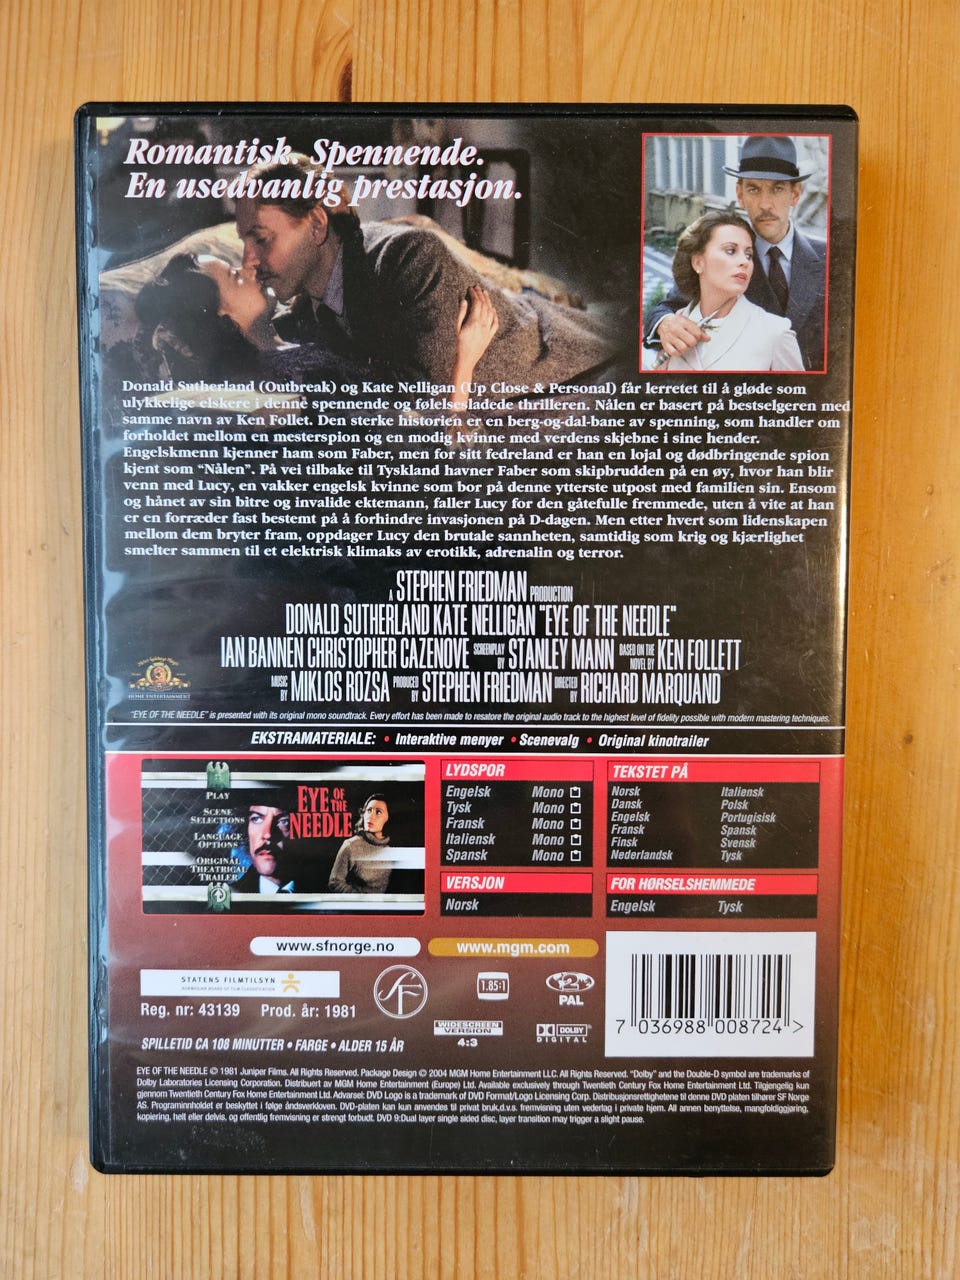 Romantisk. Spennende.
En usedvanlig prestasjon.
Donald Sutherland (Outbreak) og Kate Nelligan (Up Close & Personal) får lerretet til å gløde som
ulykkelige elskere i denne spennende og følelsesladede thrilleren. Nålen er basert på bestselgeren med
samme navn av Ken Follet. Den sterke historien er en berg-og-dal-bane av spenning, som handler om
forholdet mellom en mesterspion og en modig kvinne med verdens skjebne i sine hender.
Engelskmenn kjenner ham som Faber, men for sitt fedreland er han en lojal og dødbringende spion
kjent som “Nålen”. På vei tilbake til Tyskland havner Faber som skipbrudden på en øy, hvor han blir
venn med Lucy, en vakker engelsk kvinne som bor på denne ytterste utpost med familien sin. Ensom
og hånet av sin bitre og invalide ektemann, faller Lucy for den gåtefulle fremmede, uten å vite at han
er en forræder fast bestemt på å forhindre invasjonen på D-dagen. Men etter hvert som lidenskapen
mellom dem bryter fram, oppdager Lucy den brutale sannheten, samtidig som krig og kjærlighet
smelter sammen til et elektrisk klimaks av erotikk, adrenalin og terror.
A STEPHEN FRIEDMAN PRODUCTION
DONALD SUTHERLAND KATE NELLIGAN "EYE OF THE NEEDLE"
IAN BANNEN CHRISTOPHER CAZENOVE SCREENPLAY BY STANLEY MANN BASED ON THE NOVEL BY KEN FOLLETT
MUSIC BY MIKLOS ROZSA PRODUCED BY STEPHEN FRIEDMAN DIRECTED BY RICHARD MARQUAND
HOME ENTERTAINMENT
"EYE OF THE NEEDLE" is presented with its original mono soundtrack. Every effort has been made to resatore the original audio track to the highest level of fidelity possible with modern mastering techniques.
EKSTRAMATERIALE: • Interaktive menyer • Scenevalg • Original kinotrailer
PLAY
SCENE
SELECTIONS
LANGUAGE
OPTIONS
ORIGINAL
THEATRICAL
TRAILER
EYE OF
THE
NEEDLE
LYDSPOR
Engelsk Mono
Tysk Mono
Fransk Mono
Italiensk Mono
Spansk Mono
VERSJON
Norsk
TEKSTET PÅ
Norsk Italiensk
Dansk Polsk
Engelsk Portugisisk
Fransk Spansk
Finsk Svensk
Nederlandsk Tysk
FOR HØRSELSHEMMEDE
Engelsk Tysk
www.sfnorge.no
www.mgm.com
STATENS FILMTILSYN
NORWEGIAN BOARD OF FILM CLASSIFICATION
Reg. nr: 43139 Prod. år: 1981
SF
1.85:1
WIDESCREEN
VERSION
4:3
2
PAL
DOLBY
DIGITAL
7 036988 008724 >
SPILLETID CA 108 MINUTTER • FARGE • ALDER 15 ÅR
EYE OF THE NEEDLE © 1981 Juniper Films. All Rights Reserved. Package Design © 2004 MGM Home Entertainment LLC. All Rights Reserved. "Dolby" and the Double-D symbol are trademarks of
Dolby Laboratories Licensing Corporation. Distribuert av MGM Home Entertainment (Europe) Ltd. Available exclusively through Twentieth Century Fox Home Entertainment Ltd. Tilgjengelig kun
gjennom Twentieth Century Fox Home Entertainment Ltd. Advarsel: DVD Logo is a trademark of DVD Format/Logo Licensing Corp. Distribusjonsrettighetene til denne DVD platen tilhører SF Norge
AS. Programinnholdet er beskyttet i følge åndsverkloven. DVD-platen kan kun anvendes til privat bruk,d.v.s. fremvisning uten vederlag i private hjem. All annen benyttelse, mangfoldiggjøring,
kopiering, helt eller delvis, og offentlig fremvisning er strengt forbudt. DVD 9:Dual layer single sided disc, layer transition may trigger a slight pause.